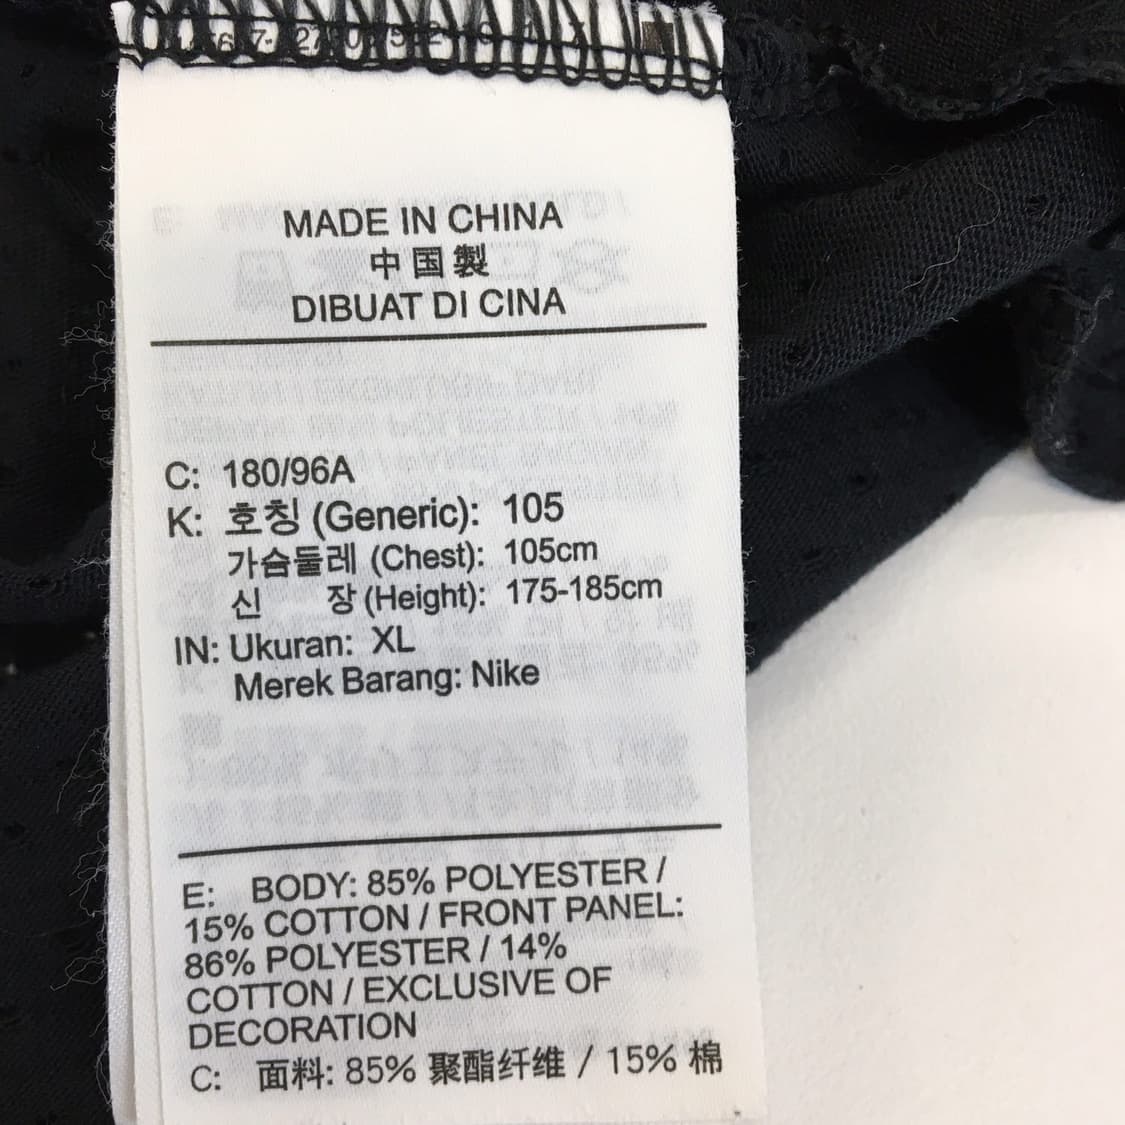 MADE IN CHINA
中国製
DIBUAT DI CINA
C: 180/96A
K: 호칭 (Generic): 105
가슴둘레 (Chest): 105cm
신 장 (Height): 175-185cm
IN: Ukuran: XL
Merek Barang: Nike
E: BODY: 85% POLYESTER /
15% COTTON / FRONT PANEL:
86% POLYESTER / 14%
COTTON / EXCLUSIVE OF
DECORATION
C: 面料: 85% 聚酯纤维 / 15% 棉